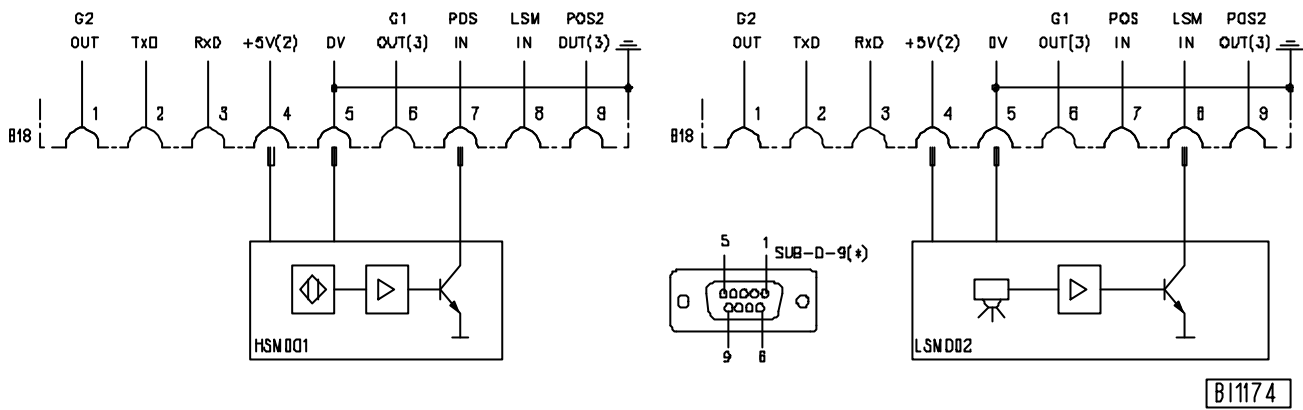 G2 G1 POS LSM POS2
OUT TxD RxD +5V(2) 0V OUT(3) IN IN OUT(3)
1 2 3 4 5 6 7 8 9
B18
HSM001
G2 G1 POS LSM POS2
OUT TxD RxD +5V(2) 0V OUT(3) IN IN OUT(3)
1 2 3 4 5 6 7 8 9
B18
5 1
SUB-D-9(*)
9 6
LSM002
BI1174